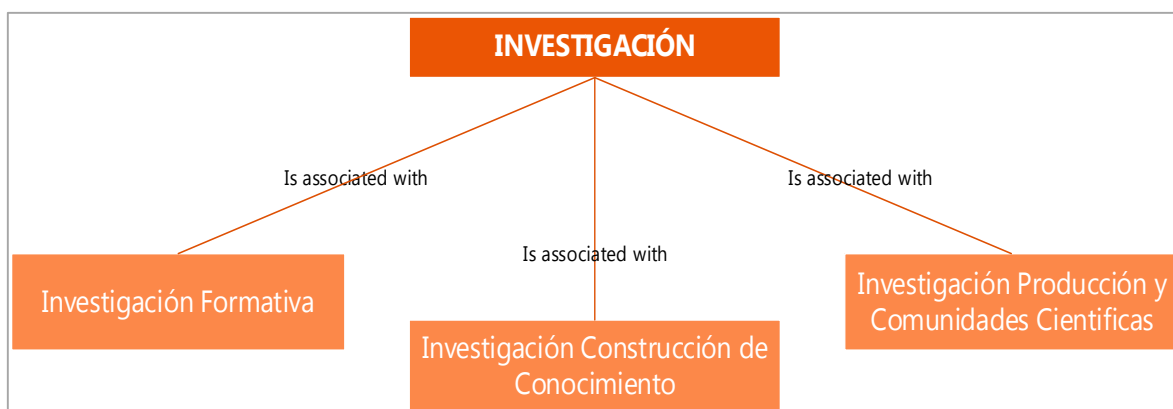 INVESTIGACIÓN
Is associated with
Is associated with
Is associated with
Investigación Formativa
Investigación Construcción de
Conocimiento
Investigación Producción y
Comunidades Cientificas